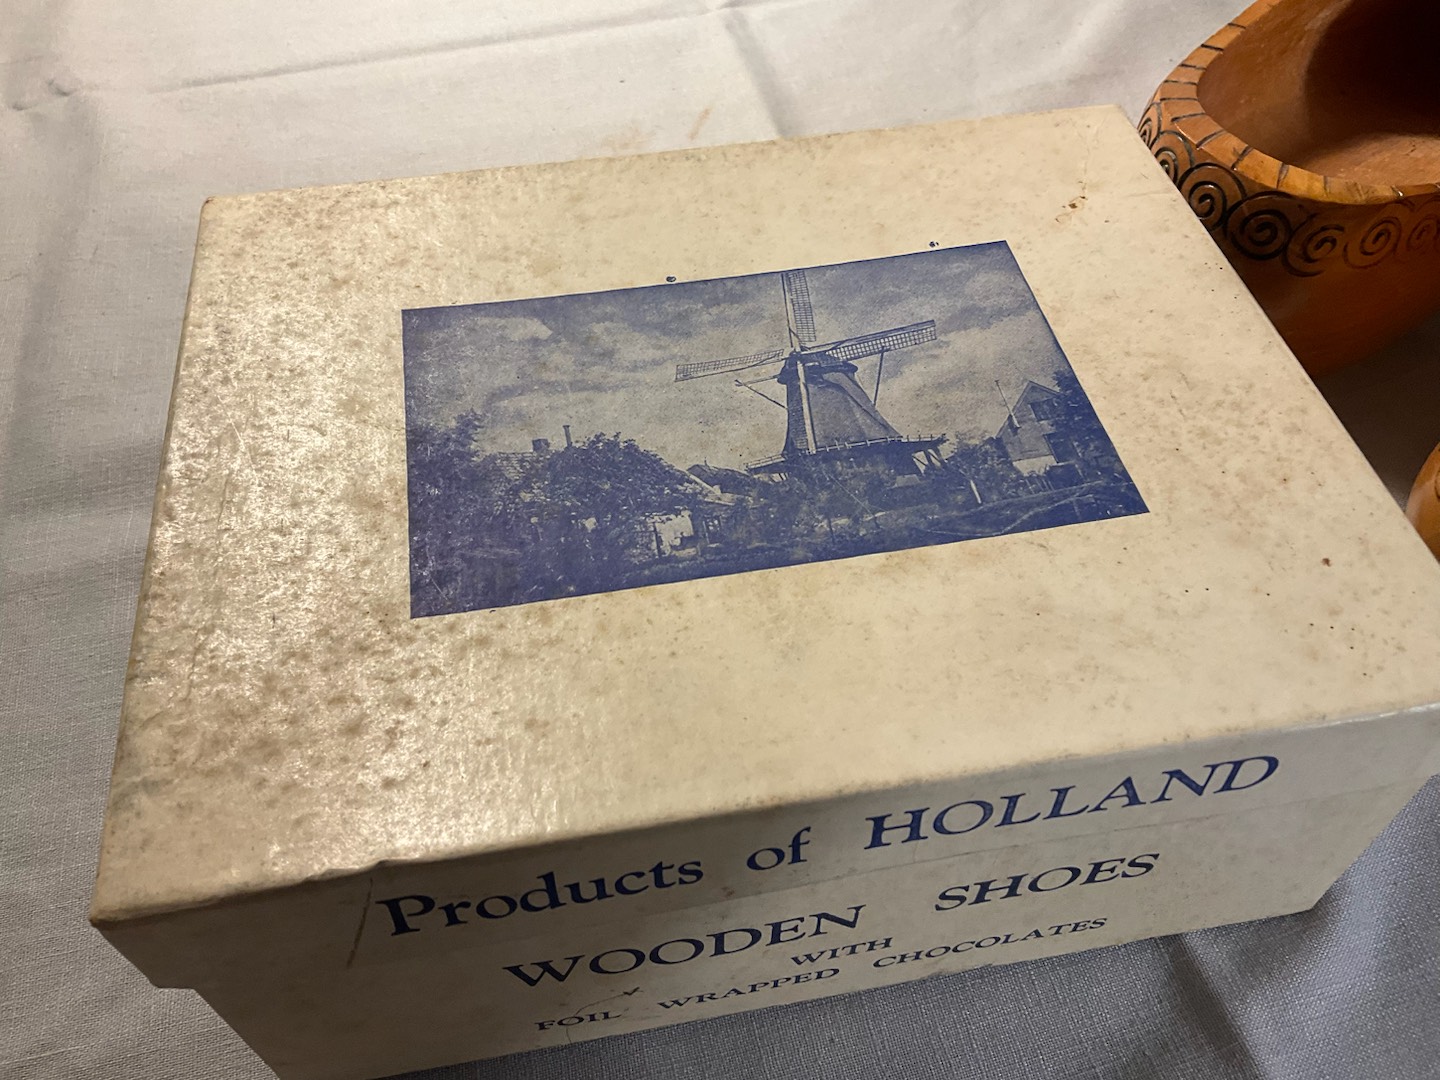 Products of HOLLAND
WOODEN SHOES
WITH
FOIL WRAPPED CHOCOLATES